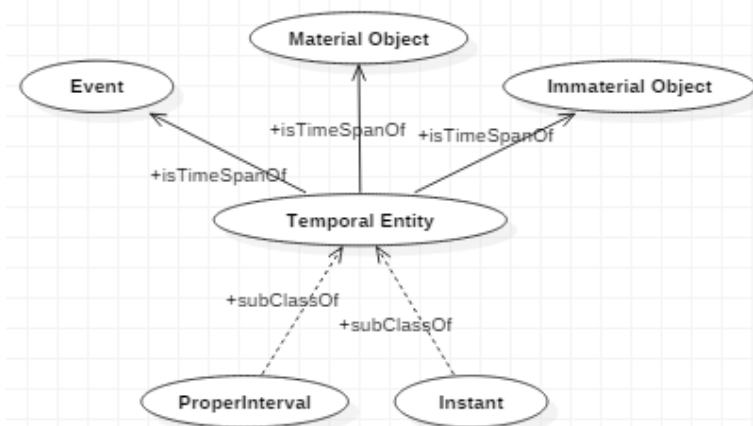 Material Object
Event
Immaterial Object
+isTimeSpanOf
+isTimeSpanOf
+isTimeSpanOf
Temporal Entity
+subClassOf
+subClassOf
ProperInterval
Instant